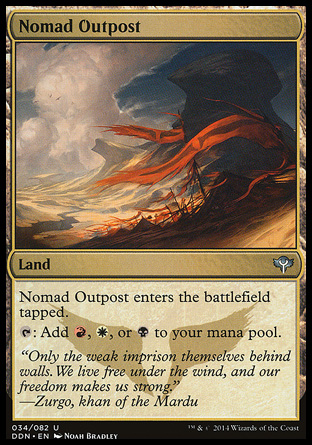 Nomad Outpost
Land
Nomad Outpost enters the battlefield
tapped.
: Add , , or to your mana pool.
“Only the weak imprison themselves behind
walls. We live free under the wind, and our
freedom makes us strong.”
—Zurgo, khan of the Mardu
034/082 U
DDN • EN Noah Bradley
™ & © 2014 Wizards of the Coast